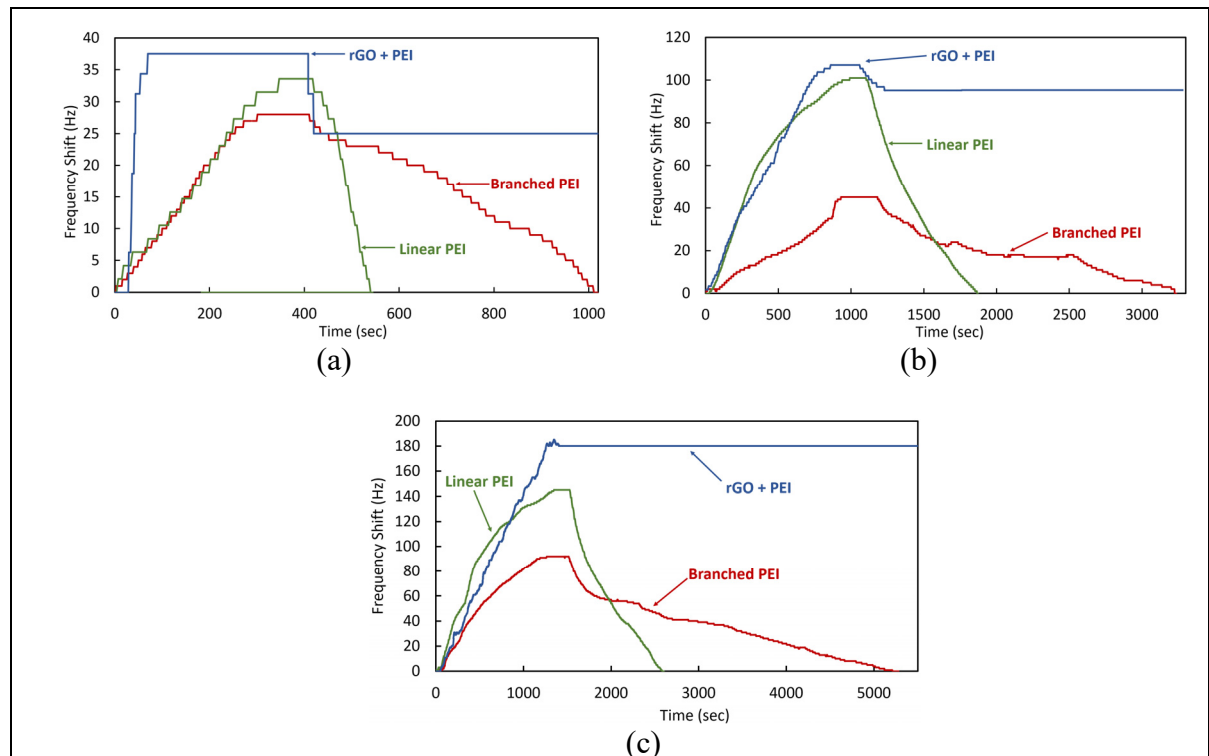 40
35
30
25
20
15
10
5
0
Frequency Shift (Hz)
rGO + PEI
Branched PEI
Linear PEI
0 200 400 600 800 1000
Time (sec)
(a)
120
100
80
60
40
20
0
Frequency Shift (Hz)
rGO + PEI
Linear PEI
Branched PEI
0 500 1000 1500 2000 2500 3000
Time (sec)
(b)
200
180
160
140
120
100
80
60
40
20
0
Frequency Shift (Hz)
Linear PEI
rGO + PEI
Branched PEI
0 1000 2000 3000 4000 5000
Time (sec)
(c)